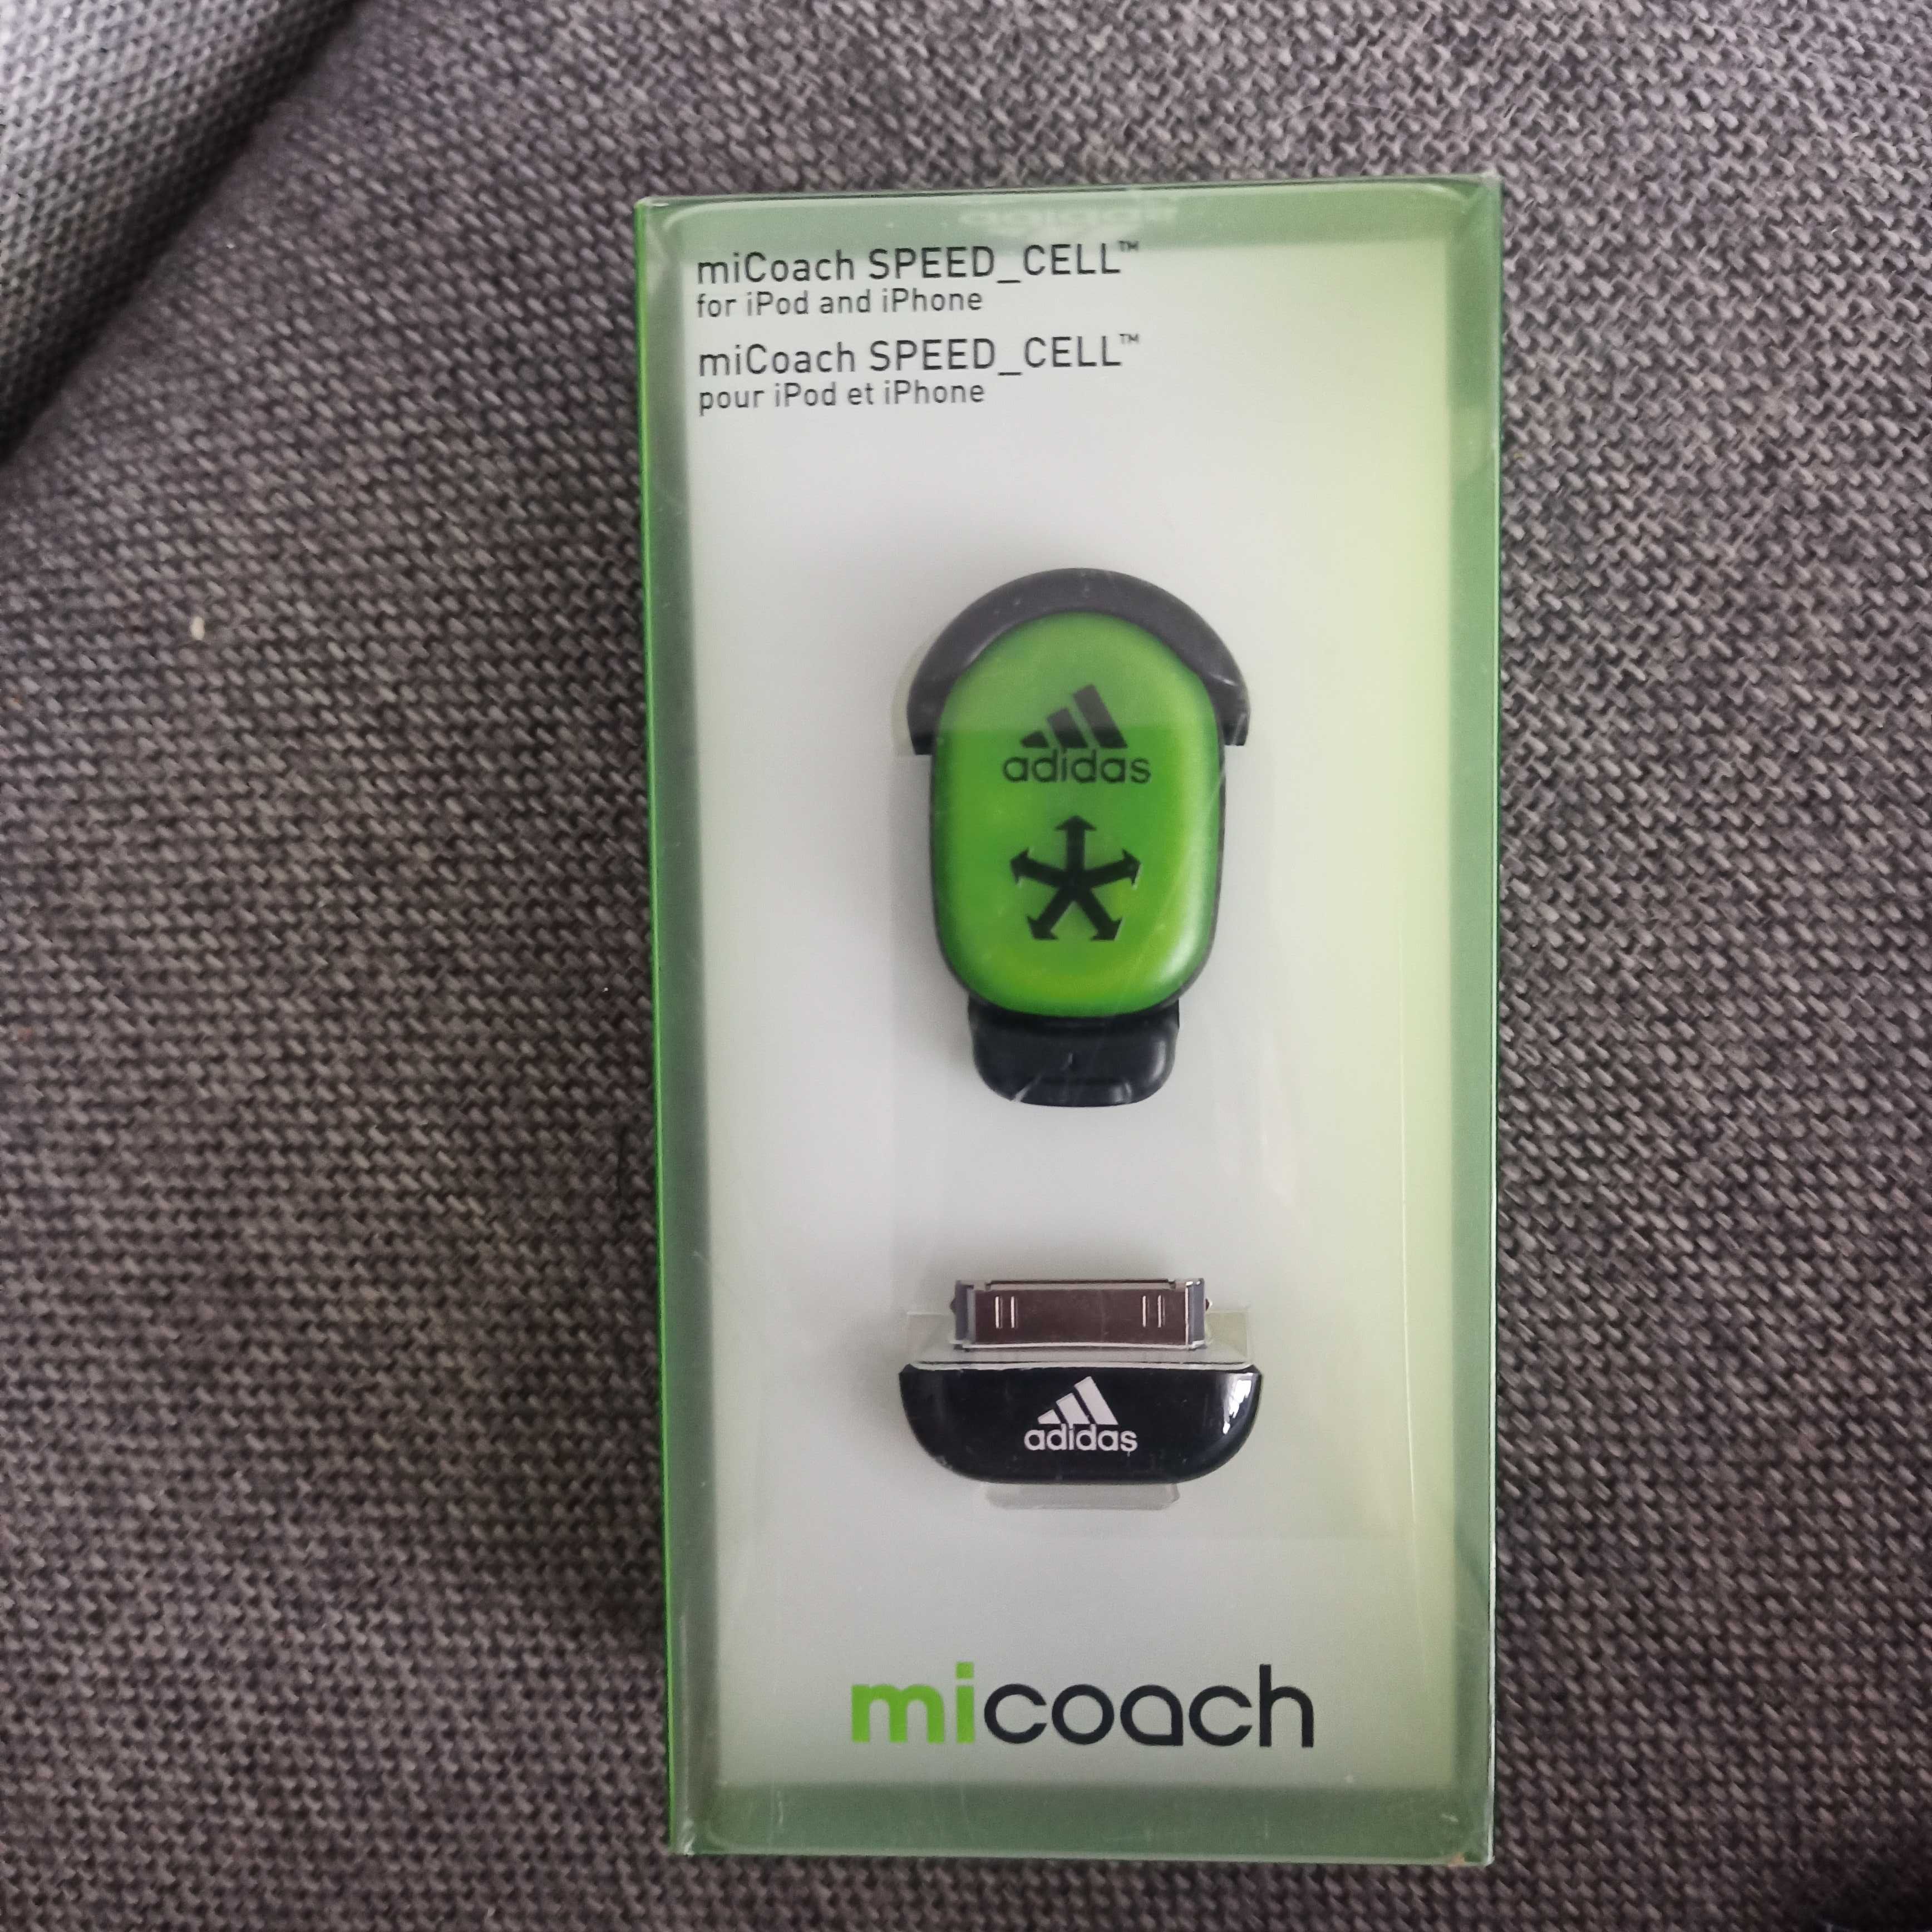 miCoach SPEED_CELL™
for iPod and iPhone
miCoach SPEED_CELL™
pour iPod et iPhone
adidas
adidas
micoach